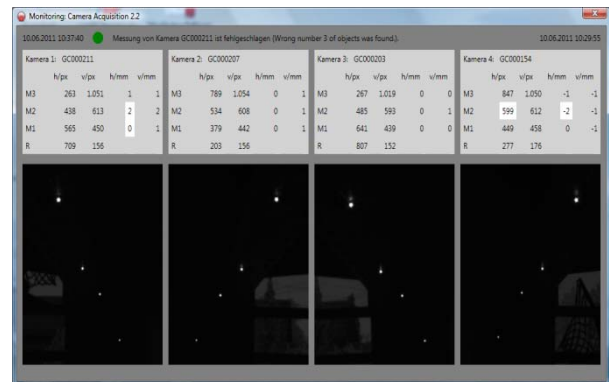 Monitoring: Camera Acquisition 2.2
10.06.2011 10:37:40 Messung von Kamera GC000211 ist fehlgeschlagen (Wrong number 3 of objects was found.). 10.06.2011 10:29:55
Kamera 1: GC000211
h/px v/px h/mm v/mm
M3 263 1.051 1 1
M2 438 613 2 2
M1 565 450 0 1
R 709 156
Kamera 2: GC000207
h/px v/px h/mm v/mm
M3 789 1.054 0 1
M2 534 608 0 1
M1 379 442 0 1
R 203 156
Kamera 3: GC000203
h/px v/px h/mm v/mm
M3 267 1.019 0 0
M2 485 593 0 1
M1 641 439 0 0
R 807 152
Kamera 4: GC000154
h/px v/px h/mm v/mm
M3 847 1.050 -1 -1
M2 599 612 -2 -1
M1 449 458 0 -1
R 277 176